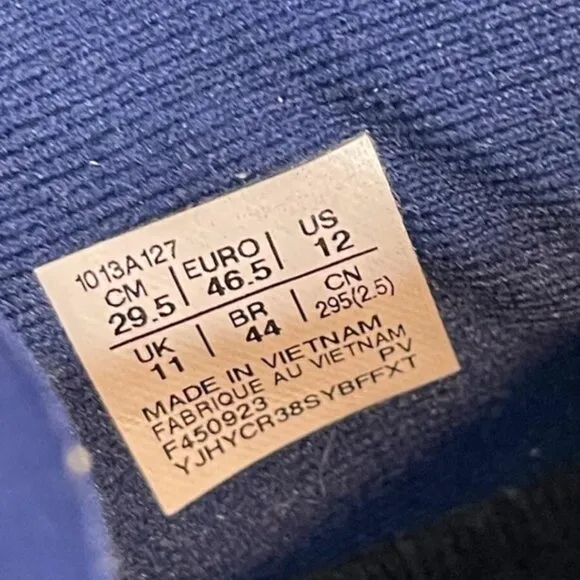 1013A127
CM 29.5 | EURO 46.5 | US 12
UK 11 | BR 44 | CN 295(2.5)
MADE IN VIETNAM
FABRIQUE AU VIETNAM
F450923 PV
YJHYCR38SYBFFXT